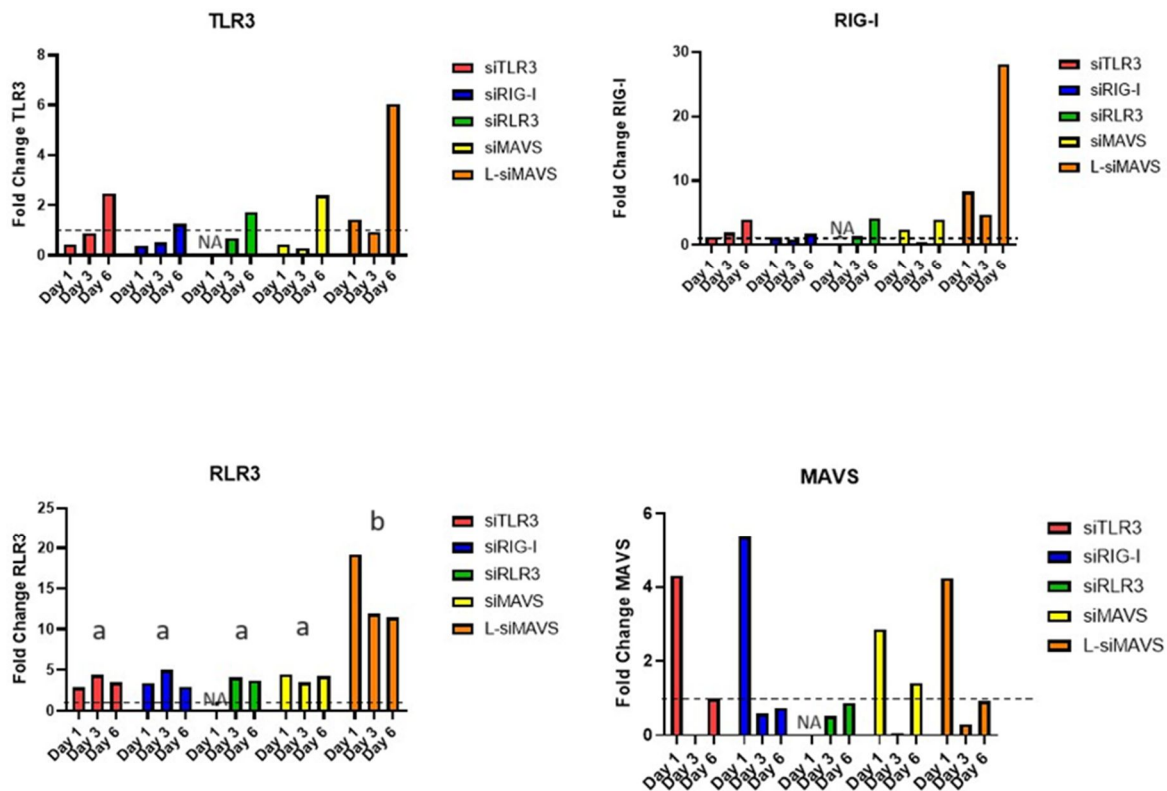 TLR3
Fold Change TLR3
8
6
4
2
0
NA
Day 1 Day 3 Day 6 Day 1 Day 3 Day 6 Day 1 Day 3 Day 6 Day 1 Day 3 Day 6 Day 1 Day 3 Day 6
siTLR3
siRIG-I
siRLR3
siMAVS
L-siMAVS
RIG-I
Fold Change RIG-I
30
20
10
0
NA
Day 1 Day 3 Day 6 Day 1 Day 3 Day 6 Day 1 Day 3 Day 6 Day 1 Day 3 Day 6 Day 1 Day 3 Day 6
siTLR3
siRIG-I
siRLR3
siMAVS
L-siMAVS
RLR3
Fold Change RLR3
25
20
15
10
5
0
a a a a b
NA
Day 1 Day 3 Day 6 Day 1 Day 3 Day 6 Day 1 Day 3 Day 6 Day 1 Day 3 Day 6 Day 1 Day 3 Day 6
siTLR3
siRIG-I
siRLR3
siMAVS
L-siMAVS
MAVS
Fold Change MAVS
6
4
2
0
NA
Day 1 Day 3 Day 6 Day 1 Day 3 Day 6 Day 1 Day 3 Day 6 Day 1 Day 3 Day 6 Day 1 Day 3 Day 6
siTLR3
siRIG-I
siRLR3
siMAVS
L-siMAVS